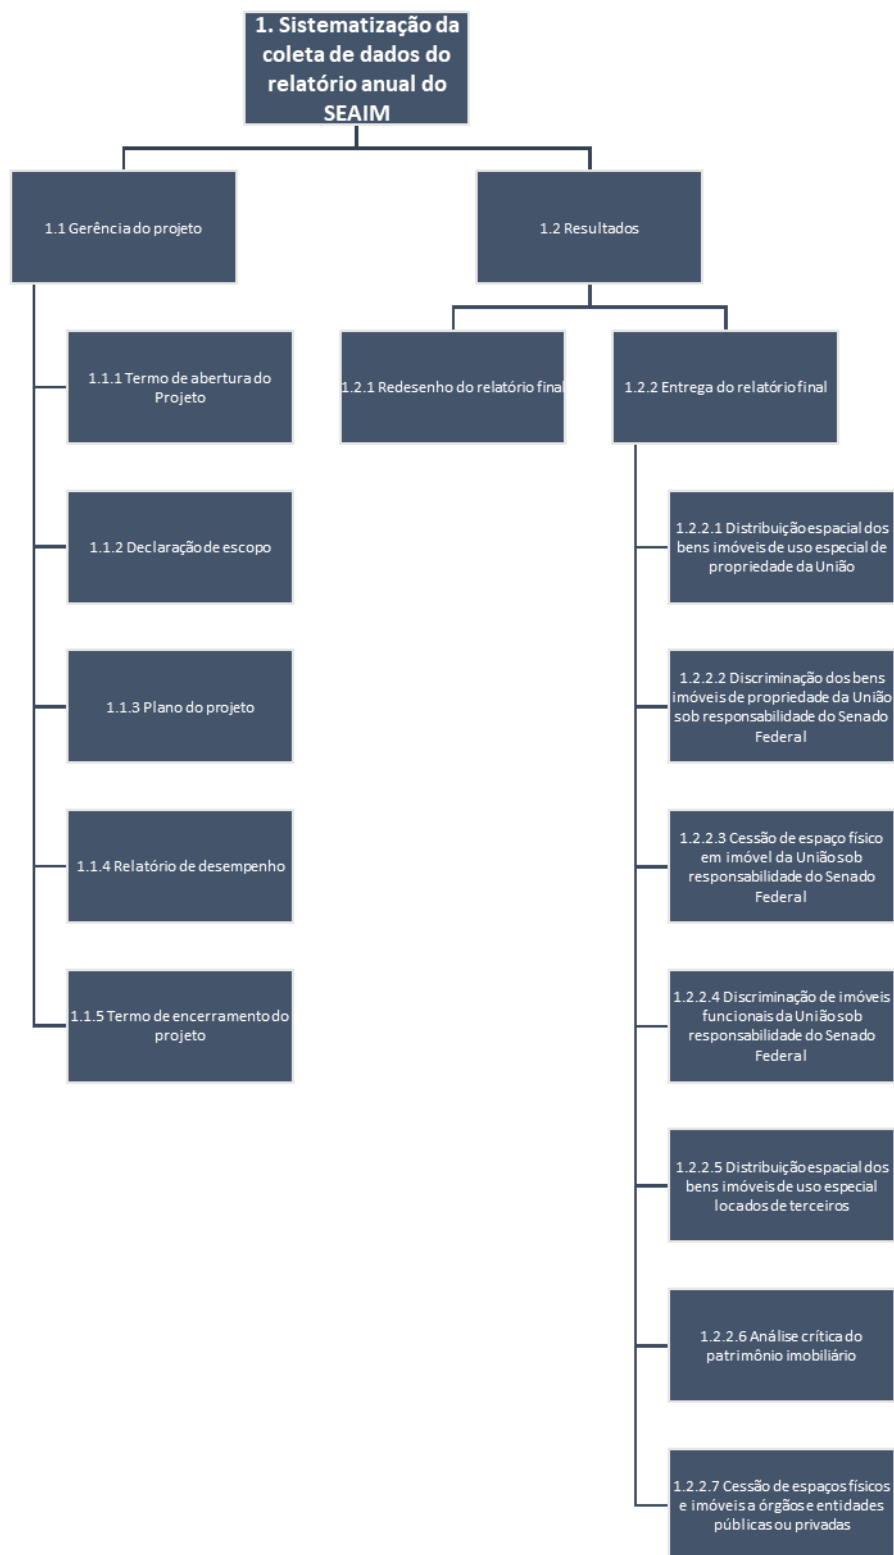 1. Sistematização da
coleta de dados do
relatório anual do
SEAIM
1.1 Gerência do projeto
1.2 Resultados
1.1.1 Termo de abertura do
Projeto
1.2.1 Redesenho do relatório final
1.2.2 Entrega do relatório final
1.1.2 Declaração de escopo
1.2.2.1 Distribuição espacial dos
bens imóveis de uso especial de
propriedade da União
1.1.3 Plano do projeto
1.2.2.2 Discriminação dos bens
imóveis de propriedade da União
sob responsabilidade do Senado
Federal
1.1.4 Relatório de desempenho
1.2.2.3 Cessão de espaço físico
em imóvel da União sob
responsabilidade do Senado
Federal
1.1.5 Termo de encerramento do
projeto
1.2.2.4 Discriminação de imóveis
funcionais da União sob
responsabilidade do Senado
Federal
1.2.2.5 Distribuição espacial dos
bens imóveis de uso especial
locados de terceiros
1.2.2.6 Análise crítica do
patrimônio imobiliário
1.2.2.7 Cessão de espaços físicos
e imóveis a órgãos e entidades
públicas ou privadas